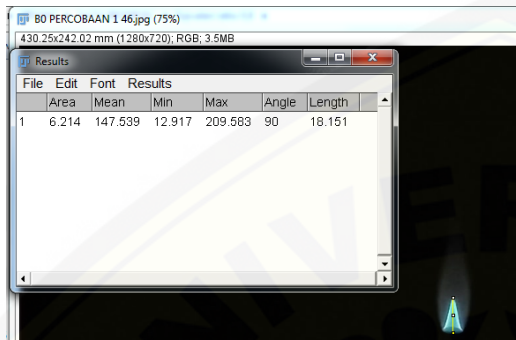 B0 PERCOBAAN 1 46.jpg (75%)
430.25x242.02 mm (1280x720); RGB; 3.5MB
Results
File Edit Font Results
Area Mean Min Max Angle Length
1 6.214 147.539 12.917 209.583 90 18.151